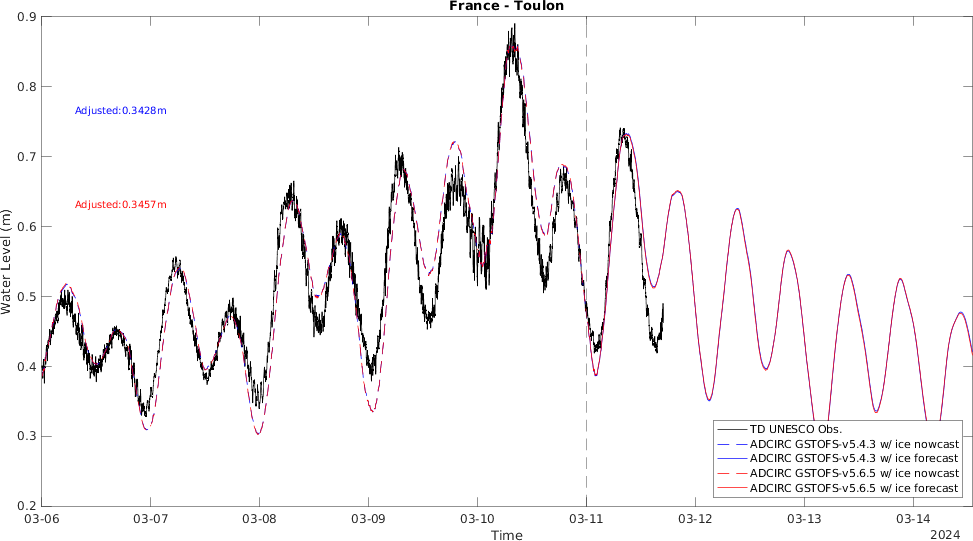 France - Toulon
0.9
0.8
0.7
0.6
0.5
0.4
0.3
0.2
Water Level (m)
Adjusted:0.3428m
Adjusted:0.3457m
TD UNESCO Obs.
ADCIRC GSTOFS-v5.4.3 w/ ice nowcast
ADCIRC GSTOFS-v5.4.3 w/ ice forecast
ADCIRC GSTOFS-v5.6.5 w/ ice nowcast
ADCIRC GSTOFS-v5.6.5 w/ ice forecast
03-06 03-07 03-08 03-09 03-10 03-11 03-12 03-13 03-14
Time
2024